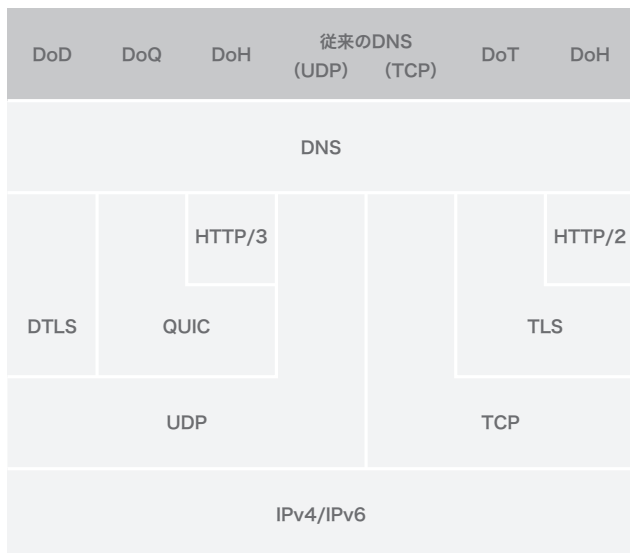 DoD DoQ DoH 従来のDNS DoT DoH
（UDP） （TCP）
DNS
HTTP/3 HTTP/2
DTLS QUIC TLS
UDP TCP
IPv4/IPv6